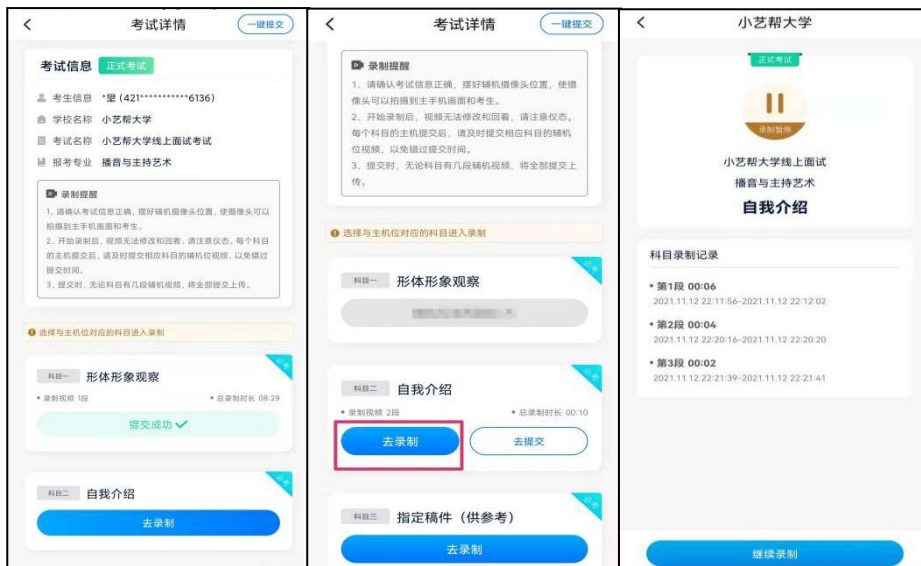 考试详情
一键提交
考试信息 正式考试
考生信息 *望 (421***********6136)
学校名称 小艺帮大学
考试名称 小艺帮大学线上面试考试
报考专业 播音与主持艺术
录制提醒
1、请确认考试信息正确，摆好辅机摄像头位置，使摄像头可以
拍摄到主手机画面和考生。
2、开始录制后，视频无法修改和回看，请注意仪态。每个科目
的主机提交后，请及时提交相应科目的辅机位视频，以免错过
提交时间。
3、提交时，无论科目有几段辅机视频，将全部提交上传。
选择与主机位对应的科目进入录制
必考
科目一 形体形象观察
• 录制视频 1段 • 总录制时长 08:29
提交成功
必考
科目二 自我介绍
去录制
考试详情
一键提交
录制提醒
1、请确认考试信息正确，摆好辅机摄像头位置，使摄
像头可以拍摄到主手机画面和考生。
2、开始录制后，视频无法修改和回看，请注意仪态。
每个科目的主机提交后，请及时提交相应科目的辅机
位视频，以免错过提交时间。
3、提交时，无论科目有几段辅机视频，将全部提交上
传。
选择与主机位对应的科目进入录制
必考
科目一 形体形象观察
必考
科目二 自我介绍
• 录制视频 2段 • 总录制时长 00:10
去录制 去提交
必考
科目三 指定稿件（供参考）
去录制
小艺帮大学
正式考试
录制暂停
小艺帮大学线上面试
播音与主持艺术
自我介绍
科目录制记录
• 第1段 00:06
2021.11.12 22:11:56-2021.11.12 22:12:02
• 第2段 00:04
2021.11.12 22:20:16-2021.11.12 22:20:20
• 第3段 00:02
2021.11.12 22:21:39-2021.11.12 22:21:41
继续录制